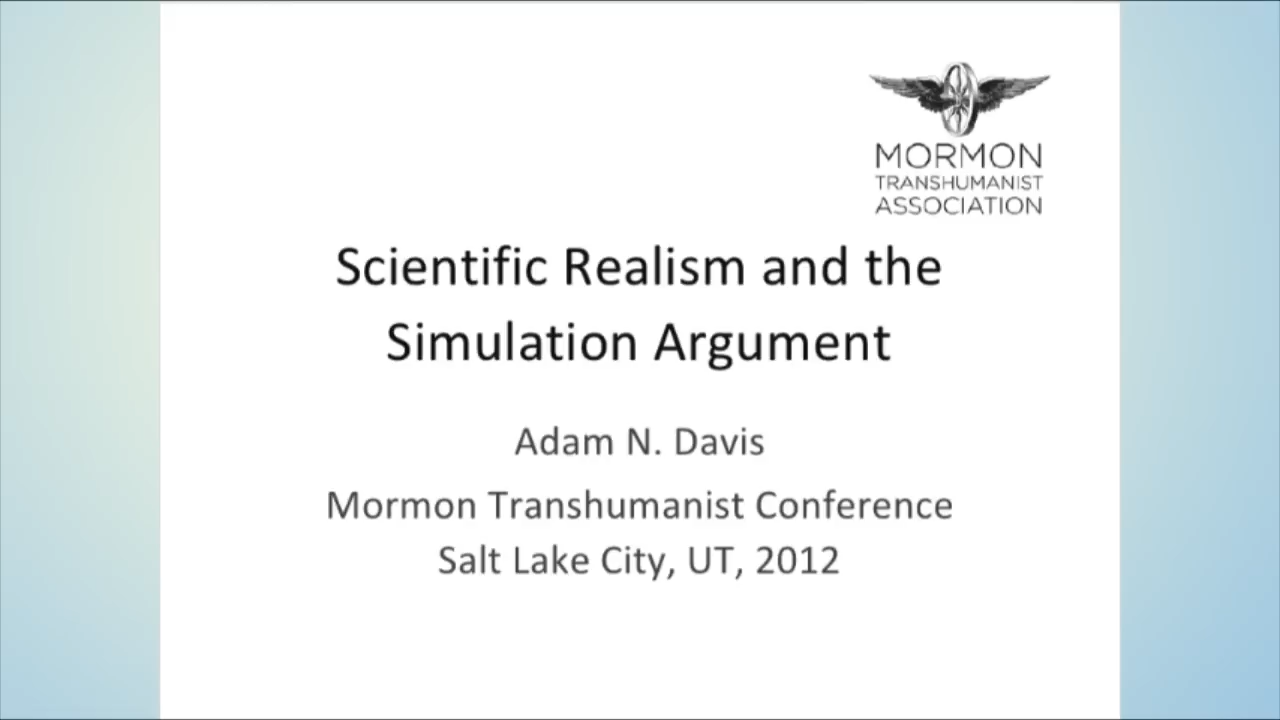 MORMON
TRANSHUMANIST
ASSOCIATION
Scientific Realism and the
Simulation Argument
Adam N. Davis
Mormon Transhumanist Conference
Salt Lake City, UT, 2012